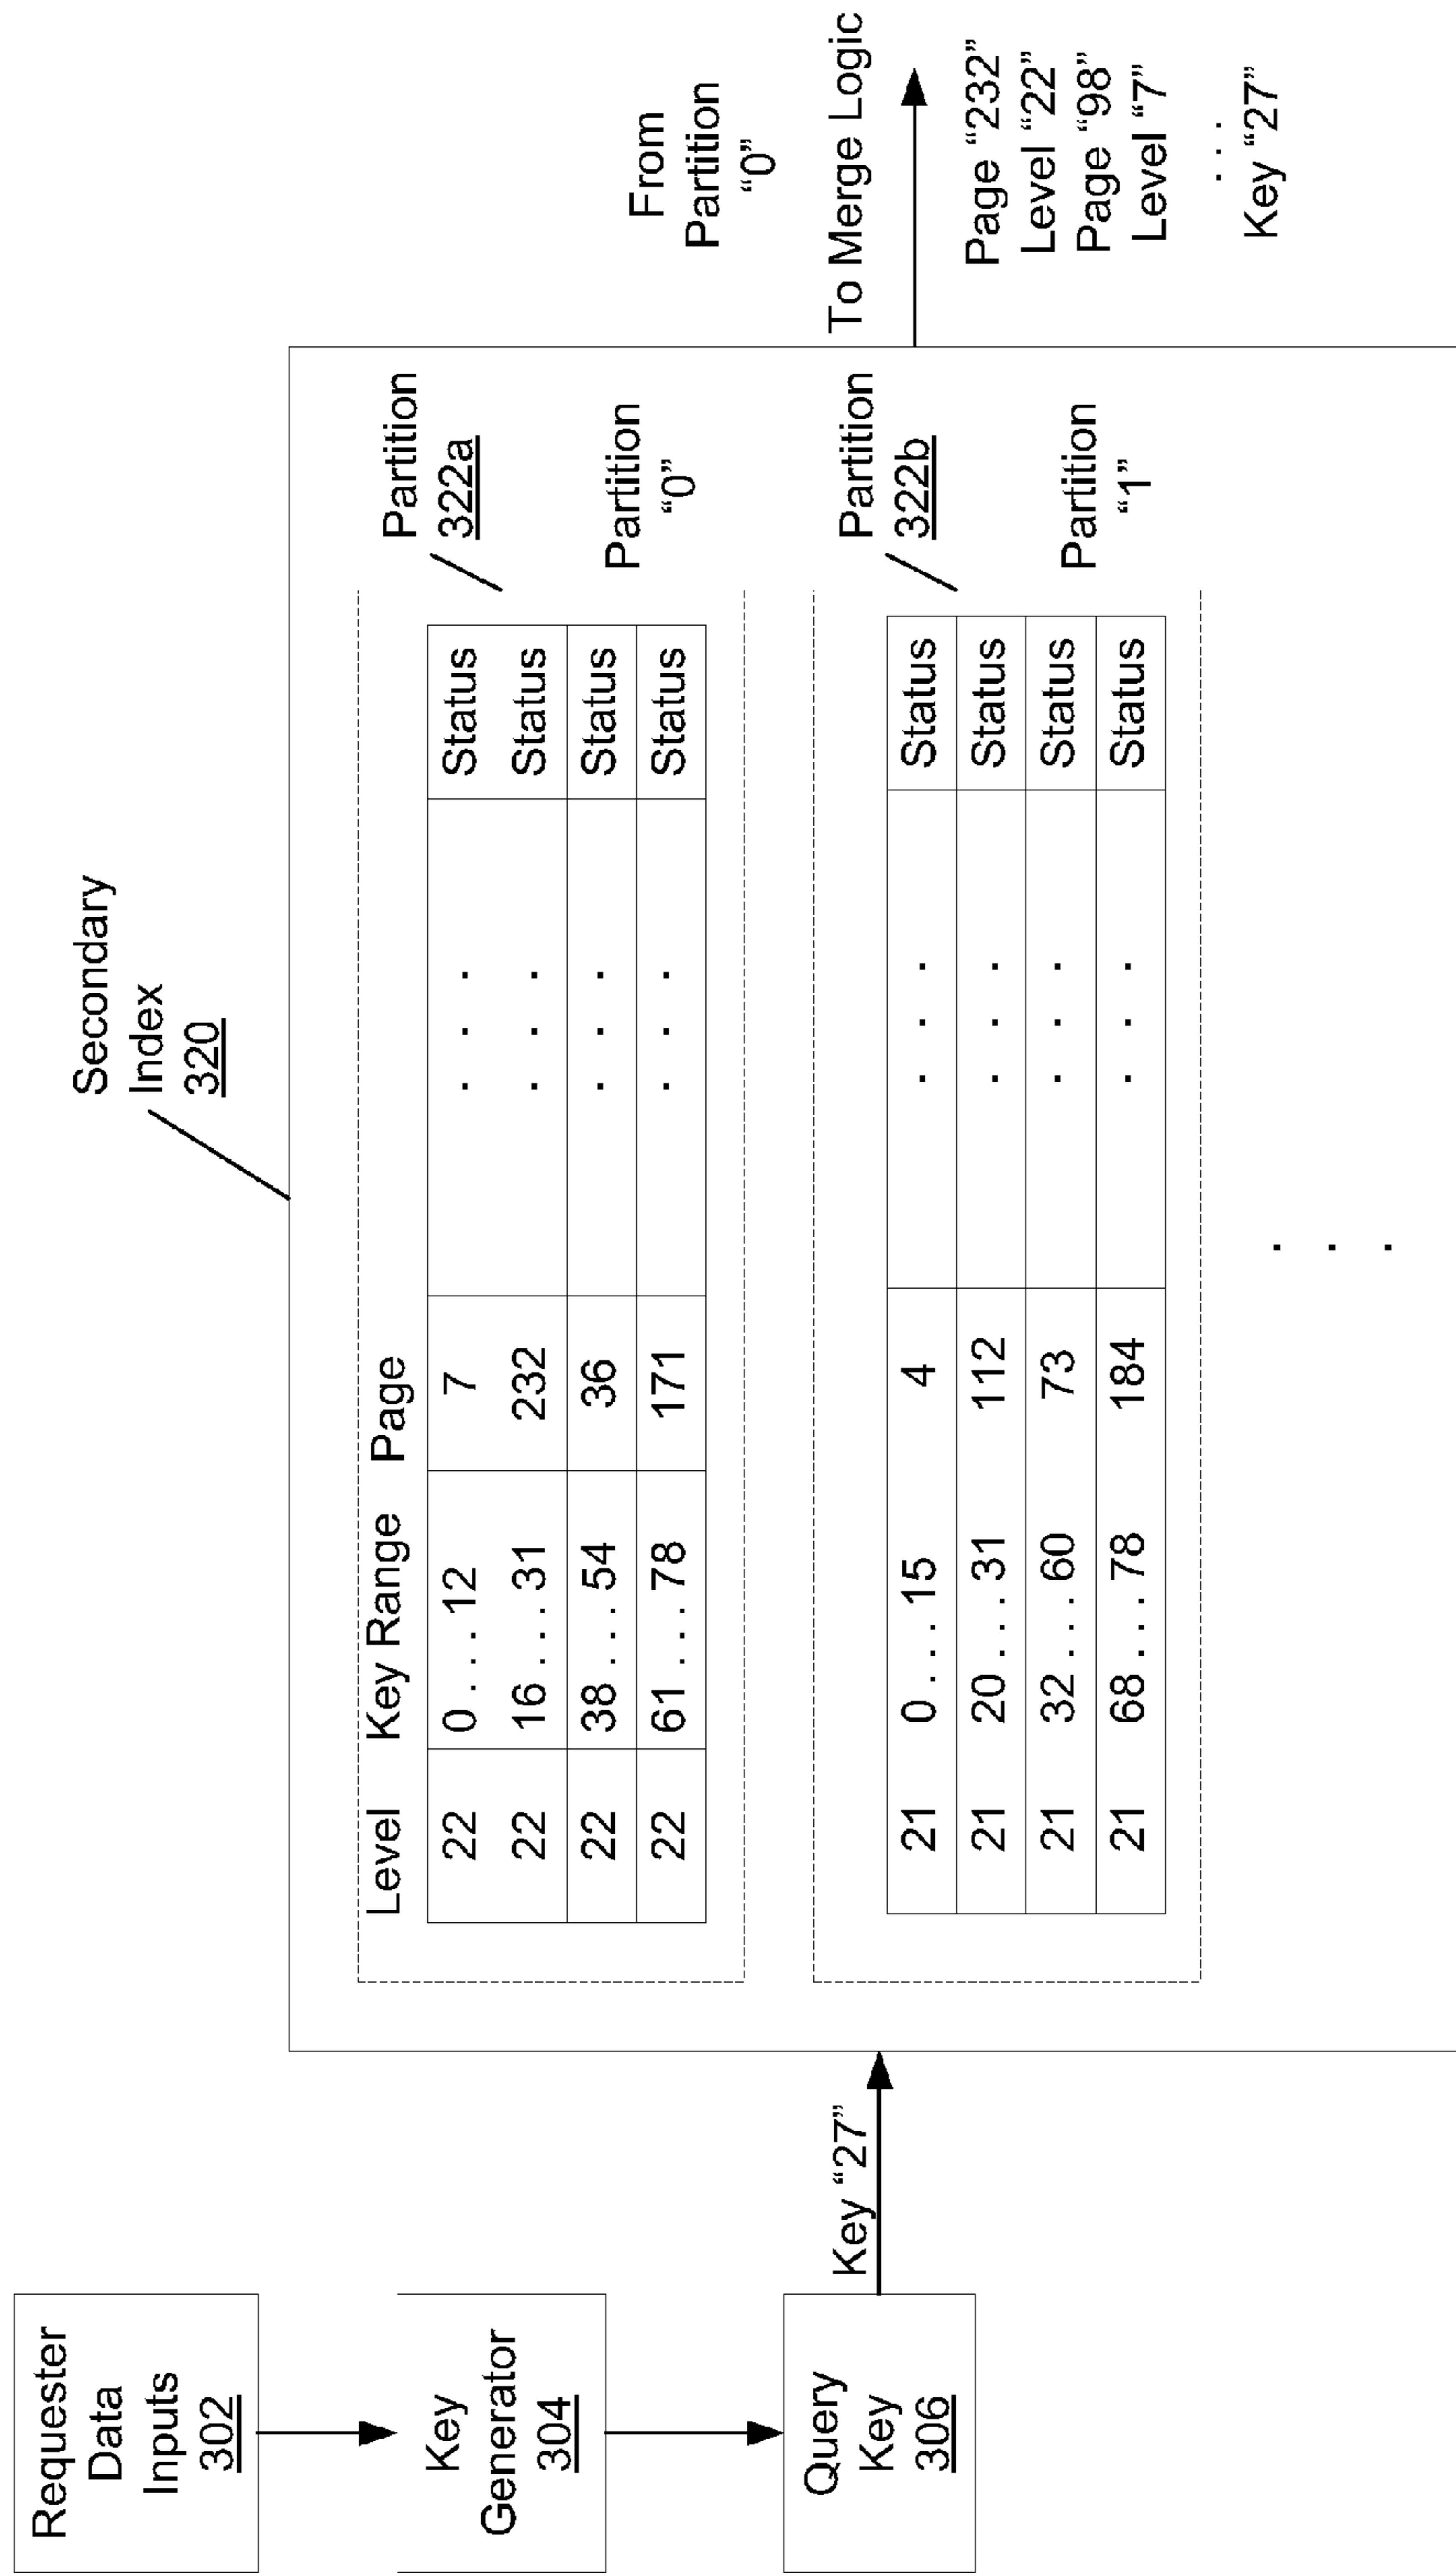 Secondary
Index
320
Requester
Data
Inputs
302
Key
Generator
304
Query
Key
306
Key “27”
Level Key Range Page
22 0 . . . 12 7 . . . Status
22 16 . . . 31 232 . . . Status
22 38 . . . 54 36 . . . Status
22 61 . . . 78 171 . . . Status
Partition
322a
Partition
“0”
21 0 . . . 15 4 . . . Status
21 20 . . . 31 112 . . . Status
21 32 . . . 60 73 . . . Status
21 68 . . . 78 184 . . . Status
Partition
322b
Partition
“1”
. . .
From
Partition
“0”
To Merge Logic
Page “232”
Level “22”
Page “98”
Level “7”
. . .
Key “27”